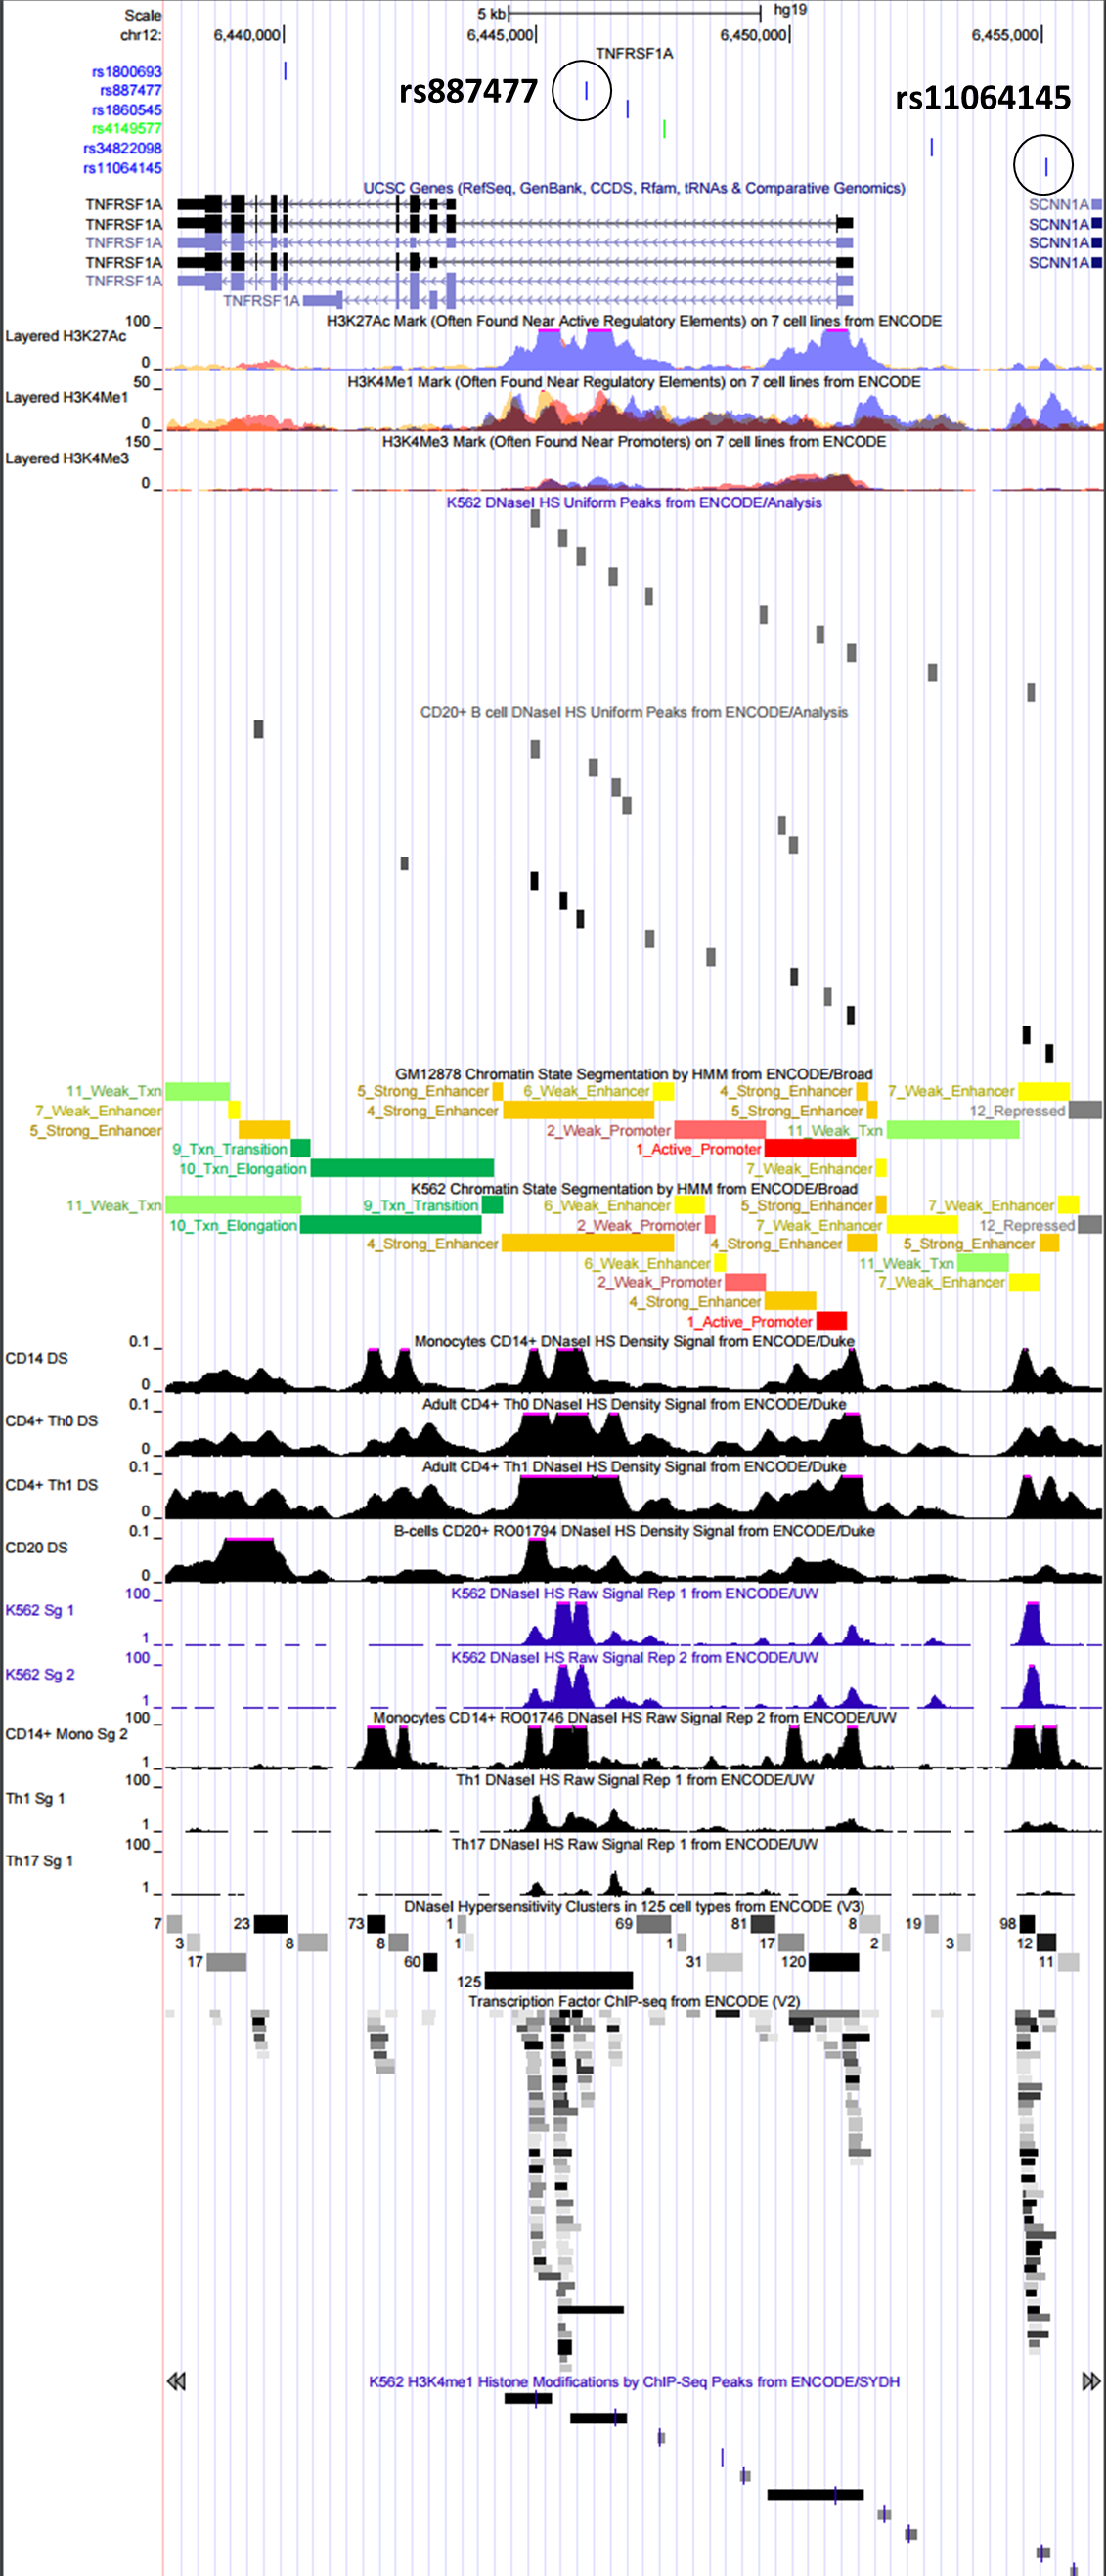 Scale 5 kb hg19
chr12: 6,440,000 6,445,000 6,450,000 6,455,000
TNFRSF1A
rs1800693
rs887477 rs887477
rs1860545 rs11064145
rs4149577
rs34822098
rs11064145
UCSC Genes (RefSeq, GenBank, CCDS, Rfam, tRNAs & Comparative Genomics)
TNFRSF1A SCNN1A
TNFRSF1A SCNN1A
TNFRSF1A SCNN1A
TNFRSF1A SCNN1A
TNFRSF1A
TNFRSF1A
H3K27Ac Mark (Often Found Near Active Regulatory Elements) on 7 cell lines from ENCODE
100
Layered H3K27Ac
0
H3K4Me1 Mark (Often Found Near Regulatory Elements) on 7 cell lines from ENCODE
50
Layered H3K4Me1
0
H3K4Me3 Mark (Often Found Near Promoters) on 7 cell lines from ENCODE
150
Layered H3K4Me3
0
K562 DNaseI HS Uniform Peaks from ENCODE/Analysis
CD20+ B cell DNaseI HS Uniform Peaks from ENCODE/Analysis
GM12878 Chromatin State Segmentation by HMM from ENCODE/Broad
11_Weak_Txn 5_Strong_Enhancer 6_Weak_Enhancer 4_Strong_Enhancer 7_Weak_Enhancer
7_Weak_Enhancer 4_Strong_Enhancer 5_Strong_Enhancer 12_Repressed
5_Strong_Enhancer 2_Weak_Promoter 11_Weak_Txn
9_Txn_Transition 1_Active_Promoter
10_Txn_Elongation 7_Weak_Enhancer
K562 Chromatin State Segmentation by HMM from ENCODE/Broad
11_Weak_Txn 9_Txn_Transition 6_Weak_Enhancer 5_Strong_Enhancer 7_Weak_Enhancer
10_Txn_Elongation 2_Weak_Promoter 7_Weak_Enhancer 12_Repressed
4_Strong_Enhancer 4_Strong_Enhancer 5_Strong_Enhancer
6_Weak_Enhancer 11_Weak_Txn
2_Weak_Promoter 7_Weak_Enhancer
4_Strong_Enhancer
1_Active_Promoter
Monocytes CD14+ DNaseI HS Density Signal from ENCODE/Duke
0.1
CD14 DS
0
Adult CD4+ Th0 DNaseI HS Density Signal from ENCODE/Duke
0.1
CD4+ Th0 DS
0
Adult CD4+ Th1 DNaseI HS Density Signal from ENCODE/Duke
0.1
CD4+ Th1 DS
0
B-cells CD20+ RO01794 DNaseI HS Density Signal from ENCODE/Duke
0.1
CD20 DS
0
K562 DNaseI HS Raw Signal Rep 1 from ENCODE/UW
100
K562 Sg 1
1
K562 DNaseI HS Raw Signal Rep 2 from ENCODE/UW
100
K562 Sg 2
1
Monocytes CD14+ RO01746 DNaseI HS Raw Signal Rep 2 from ENCODE/UW
100
CD14+ Mono Sg 2
1
Th1 DNaseI HS Raw Signal Rep 1 from ENCODE/UW
100
Th1 Sg 1
1
Th17 DNaseI HS Raw Signal Rep 1 from ENCODE/UW
100
Th17 Sg 1
1
DNaseI Hypersensitivity Clusters in 125 cell types from ENCODE (V3)
7 23 73 1 69 81 8 19 98
3 8 8 1 1 17 2 3 12
17 60 31 120 11
125
Transcription Factor ChIP-seq from ENCODE (V2)
K562 H3K4me1 Histone Modifications by ChIP-Seq Peaks from ENCODE/SYDH